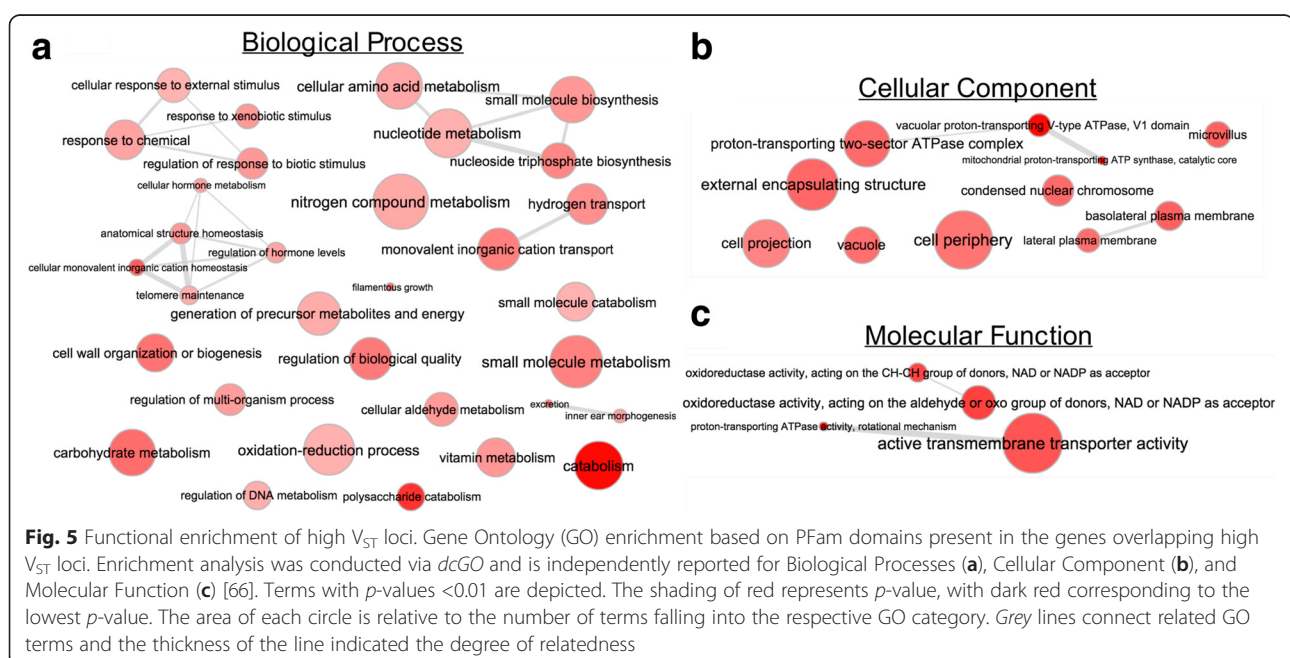 a
Biological Process
cellular response to external stimulus
cellular amino acid metabolism
small molecule biosynthesis
response to xenobiotic stimulus
response to chemical
nucleotide metabolism
regulation of response to biotic stimulus
nucleoside triphosphate biosynthesis
cellular hormone metabolism
nitrogen compound metabolism
hydrogen transport
anatomical structure homeostasis
regulation of hormone levels
monovalent inorganic cation transport
cellular monovalent inorganic cation homeostasis
telomere maintenance
filamentous growth
small molecule catabolism
generation of precursor metabolites and energy
cell wall organization or biogenesis
regulation of biological quality
small molecule metabolism
regulation of multi-organism process
cellular aldehyde metabolism
excretion
inner ear morphogenesis
carbohydrate metabolism
oxidation-reduction process
vitamin metabolism
catabolism
regulation of DNA metabolism
polysaccharide catabolism
b
Cellular Component
vacuolar proton-transporting V-type ATPase, V1 domain
microvillus
proton-transporting two-sector ATPase complex
mitochondrial proton-transporting ATP synthase, catalytic core
external encapsulating structure
condensed nuclear chromosome
basolateral plasma membrane
cell projection
vacuole
cell periphery
lateral plasma membrane
c
Molecular Function
oxidoreductase activity, acting on the CH-CH group of donors, NAD or NADP as acceptor
oxidoreductase activity, acting on the aldehyde or oxo group of donors, NAD or NADP as acceptor
proton-transporting ATPase activity, rotational mechanism
active transmembrane transporter activity
Fig. 5 Functional enrichment of high VST loci. Gene Ontology (GO) enrichment based on PFam domains present in the genes overlapping high
VST loci. Enrichment analysis was conducted via dcGO and is independently reported for Biological Processes (a), Cellular Component (b), and
Molecular Function (c) [66]. Terms with p-values <0.01 are depicted. The shading of red represents p-value, with dark red corresponding to the
lowest p-value. The area of each circle is relative to the number of terms falling into the respective GO category. Grey lines connect related GO
terms and the thickness of the line indicated the degree of relatedness